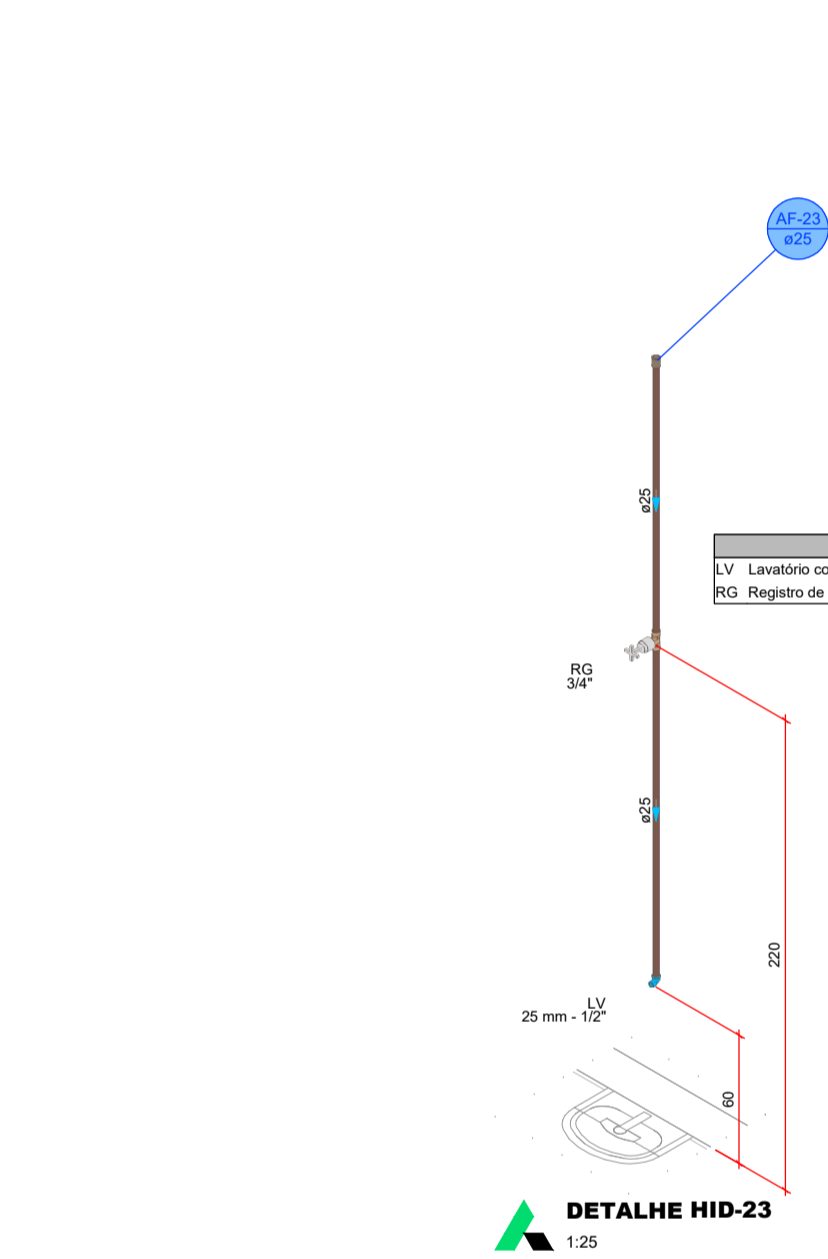 AF-23
ø25
ø25
LV Lavatório co
RG Registro de
RG
3/4"
ø25
220
LV
25 mm - 1/2"
60
DETALHE HID-23
1:25